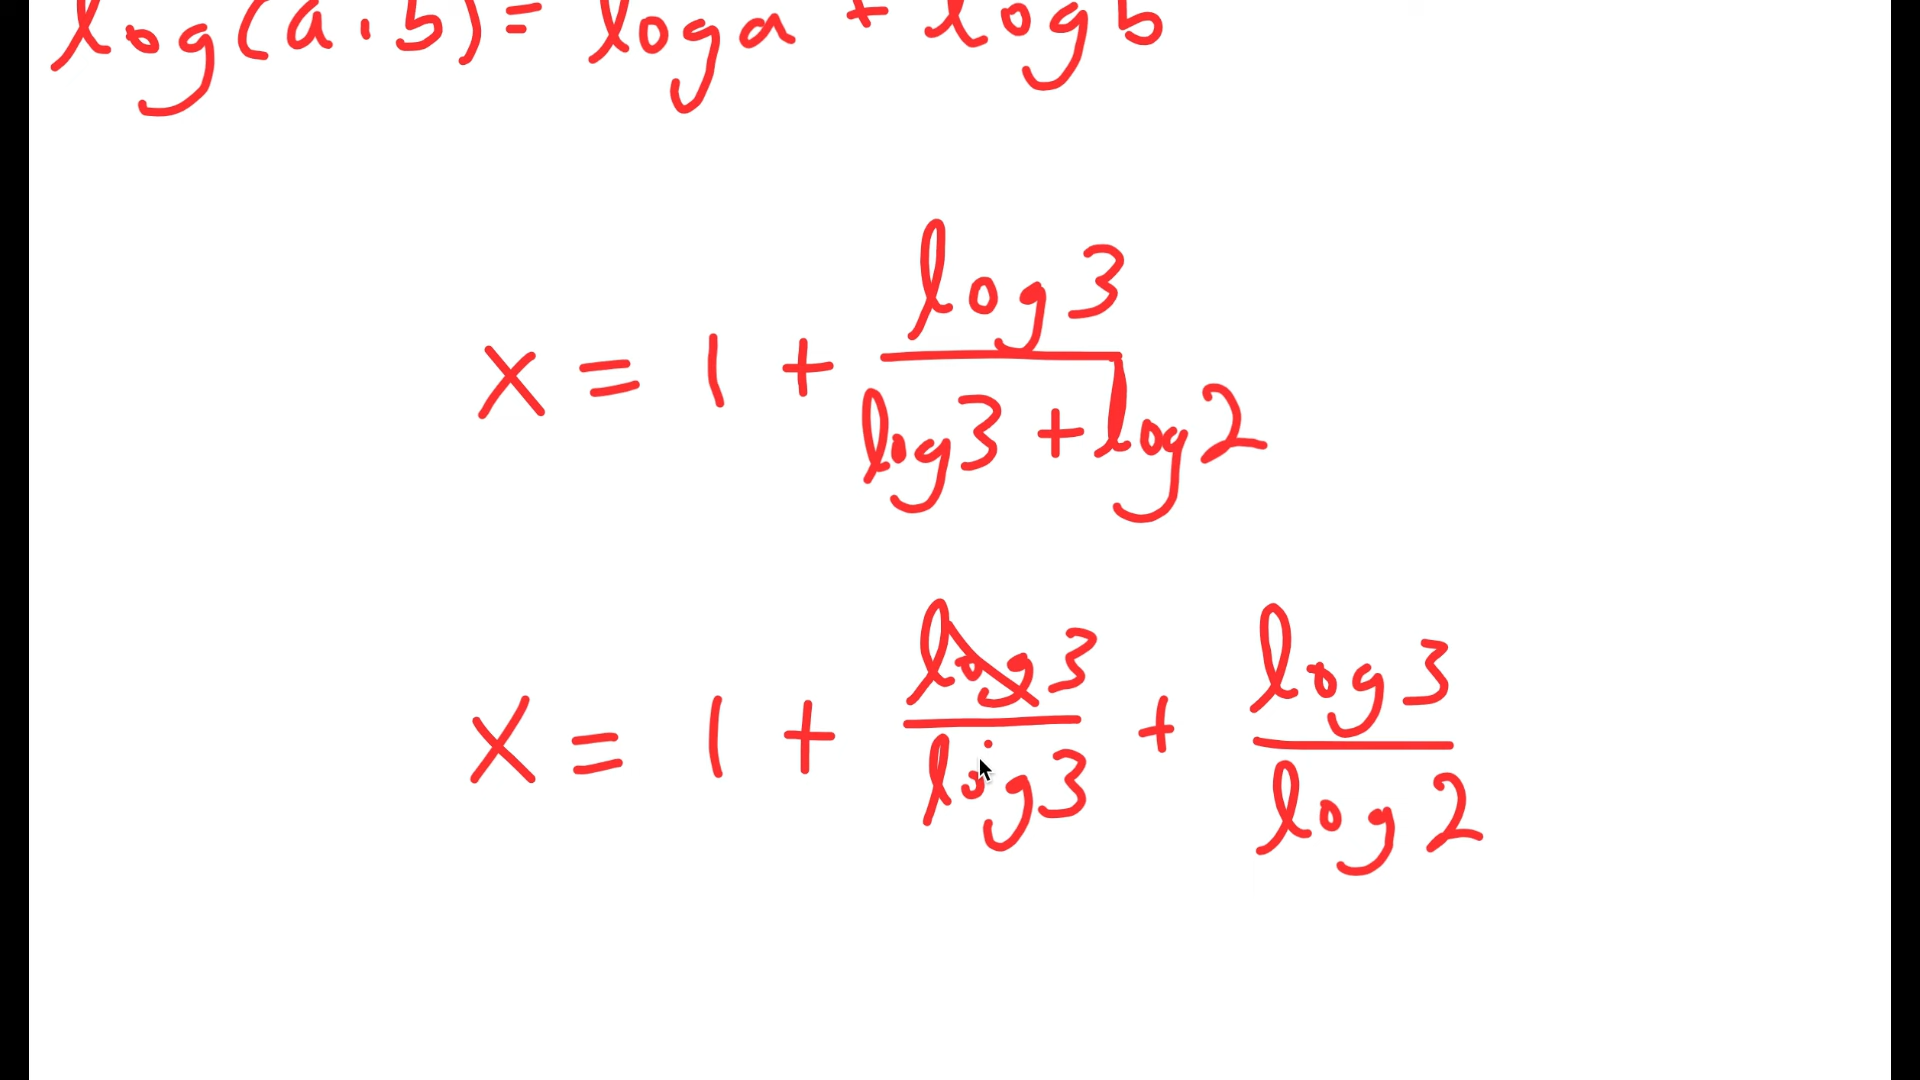 log(a·b) = log a + log b
x = 1 + log3 / (log3 + log2)
x = 1 + log3 / log3 + log3 / log2